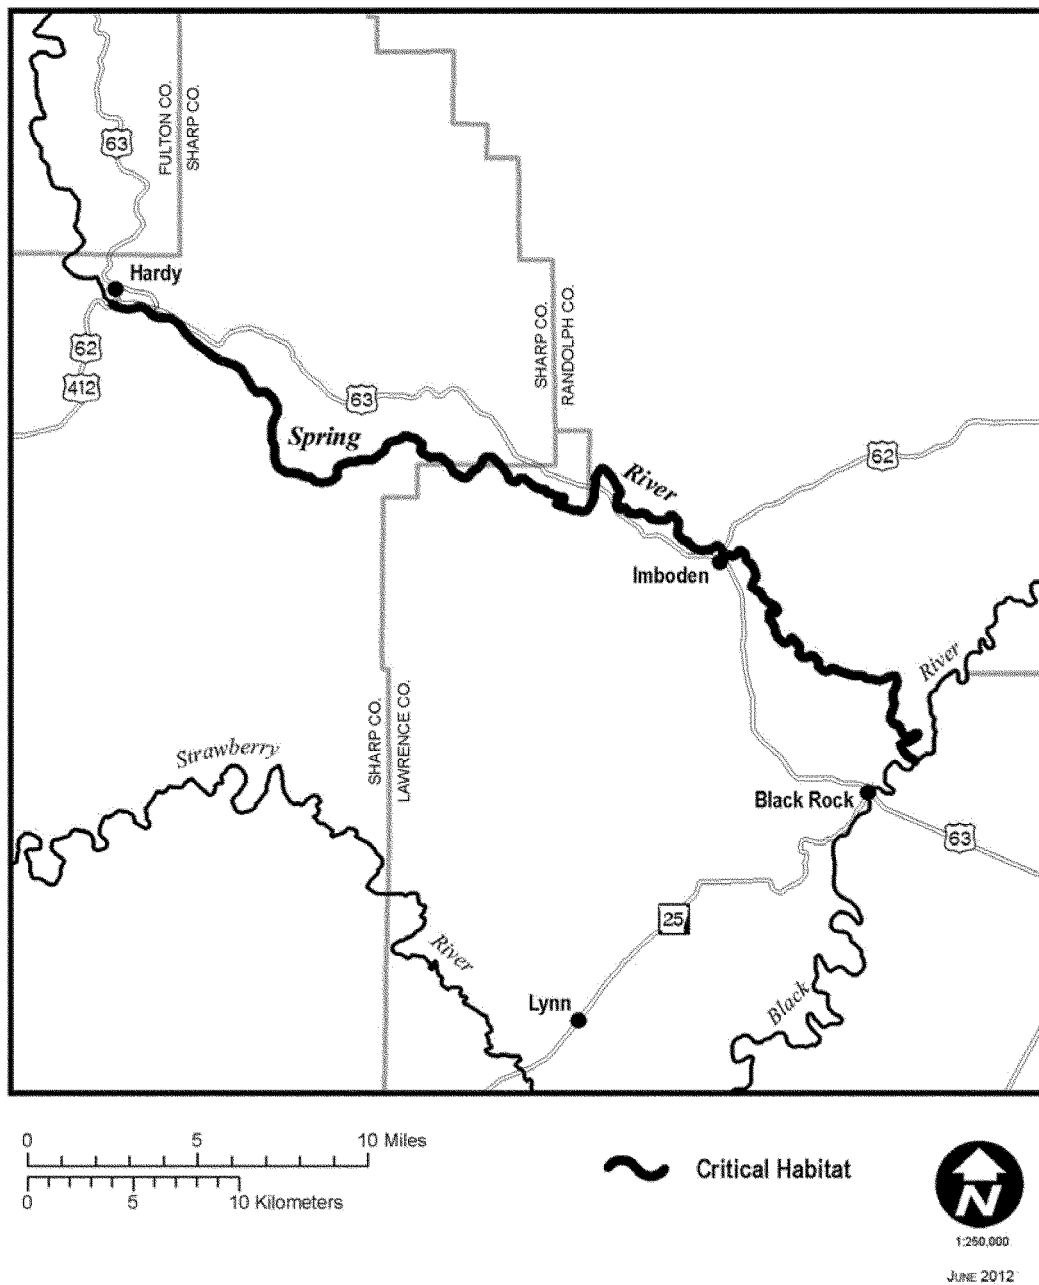 63
FULTON CO.
SHARP CO.
Hardy
62
412
63
SHARP CO.
RANDOLPH CO.
Spring
River
62
Imboden
River
SHARP CO.
LAWRENCE CO.
Strawberry
Black Rock
63
25
River
Lynn
Black
0 5 10 Miles
0 5 10 Kilometers
Critical Habitat
N
1:250,000
JUNE 2012